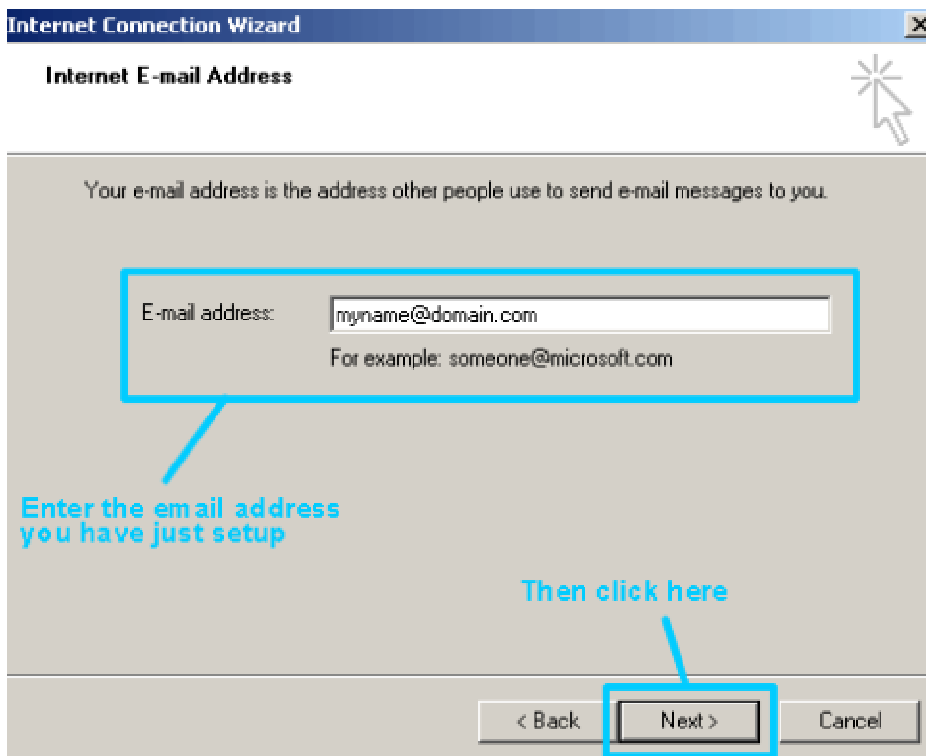 Internet Connection Wizard
Internet E-mail Address
Your e-mail address is the address other people use to send e-mail messages to you.
E-mail address: myname@domain.com
For example: someone@microsoft.com
Enter the email address
you have just setup
Then click here
< Back Next > Cancel